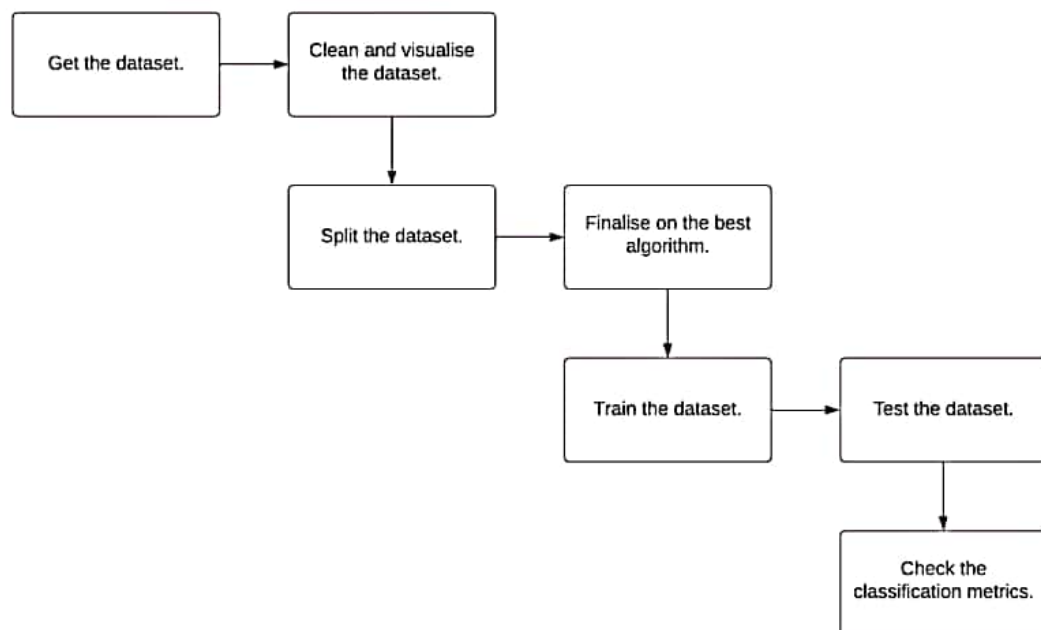 Get the dataset.
Clean and visualise
the dataset.
Split the dataset.
Finalise on the best
algorithm.
Train the dataset.
Test the dataset.
Check the
classification metrics.